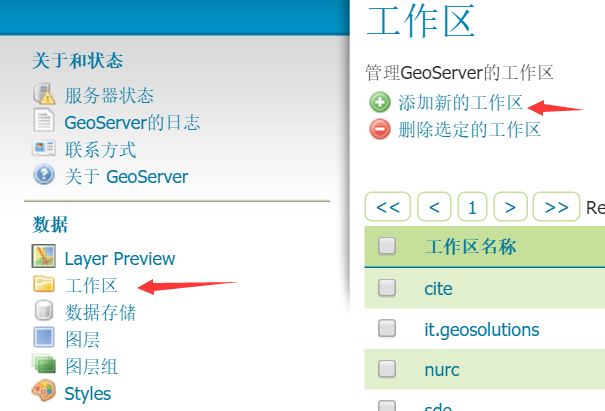 关于和状态
服务器状态
GeoServer的日志
联系方式
关于 GeoServer
数据
Layer Preview
工作区
数据存储
图层
图层组
Styles
工作区
管理GeoServer的工作区
添加新的工作区
删除选定的工作区
<< < 1 > >> Re
工作区名称
cite
it.geosolutions
nurc
sde